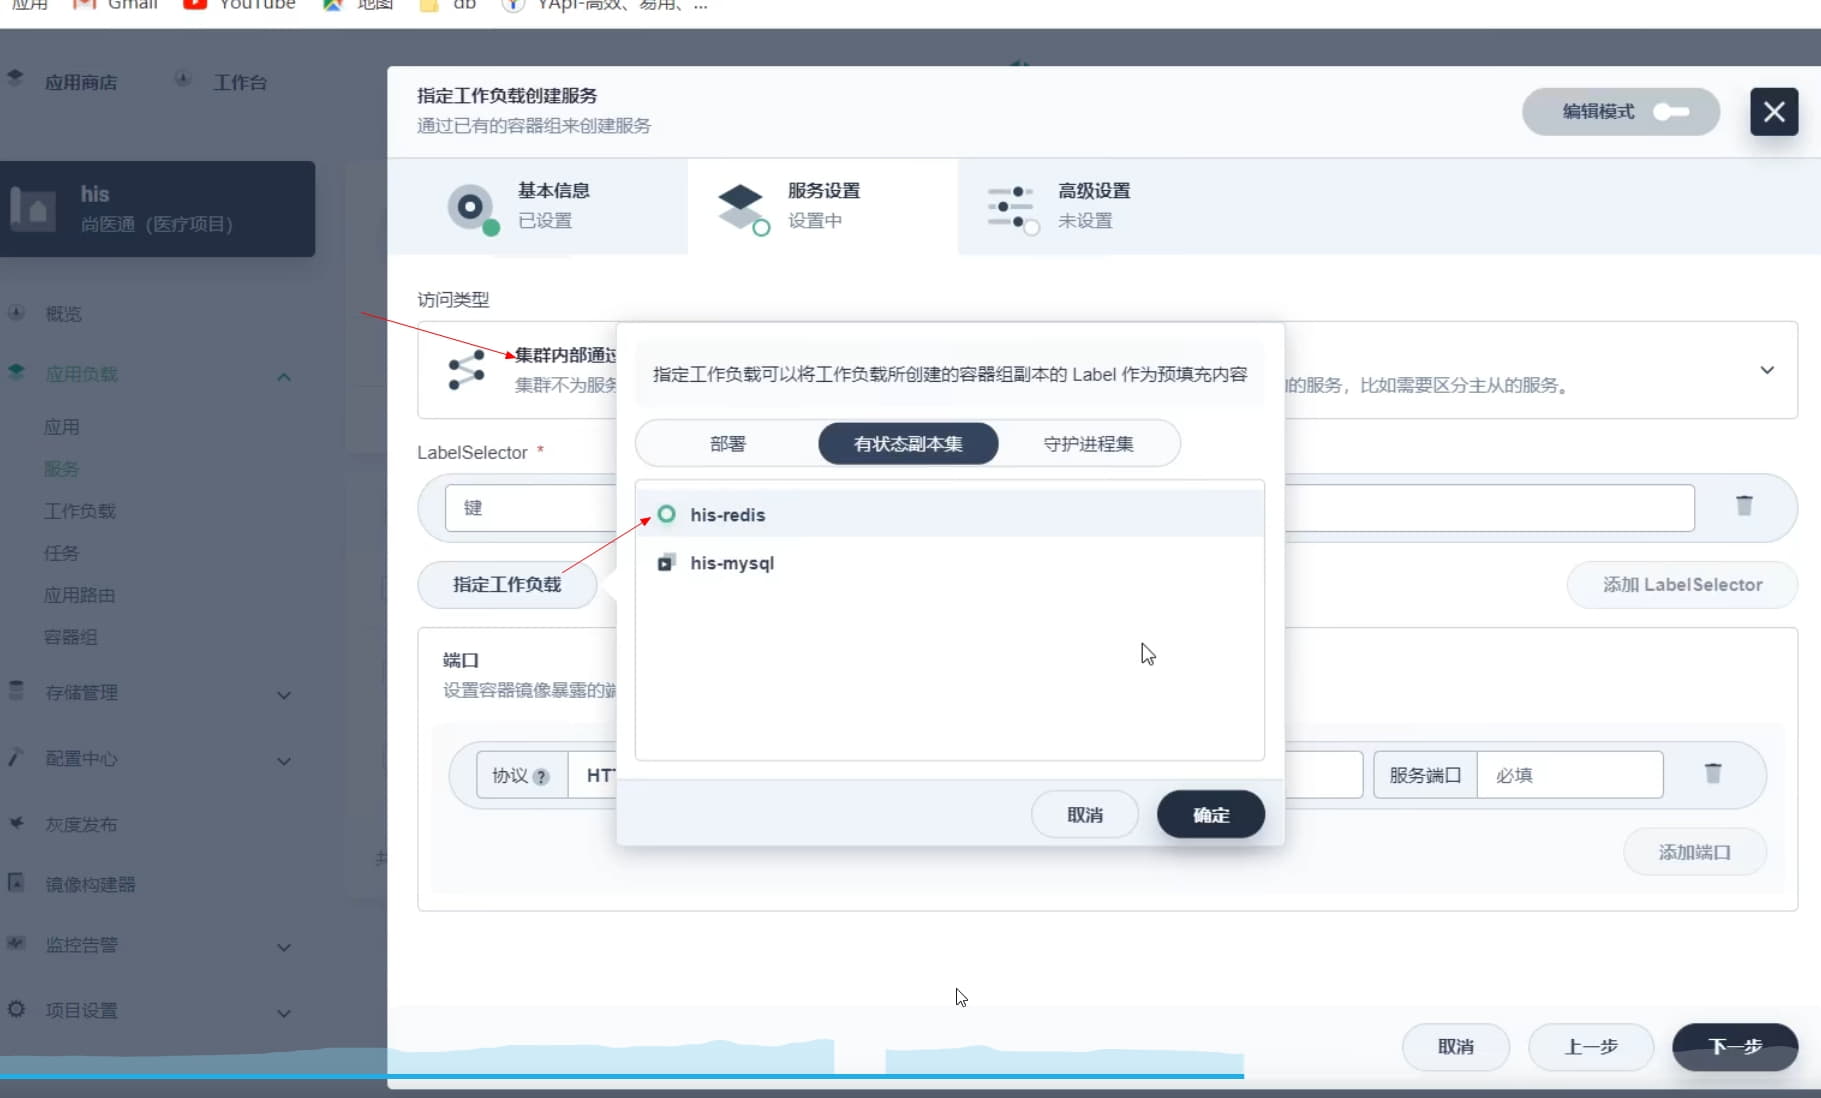 应用
Gmail
YouTube
地图
db
YApi-高效、易用、...
应用商店
工作台
his
尚医通（医疗项目）
概览
应用负载
应用
服务
工作负载
任务
应用路由
容器组
存储管理
配置中心
灰度发布
镜像构建器
监控告警
项目设置
指定工作负载创建服务
通过已有的容器组来创建服务
编辑模式
基本信息
已设置
服务设置
设置中
高级设置
未设置
访问类型
集群内部通过
集群不为服务
的服务，比如需要区分主从的服务。
LabelSelector *
键
指定工作负载
添加 LabelSelector
指定工作负载可以将工作负载所创建的容器组副本的 Label 作为预填充内容
部署
有状态副本集
守护进程集
his-redis
his-mysql
取消
确定
端口
设置容器镜像暴露的端
协议
HTT
服务端口
必填
添加端口
取消
上一步
下一步